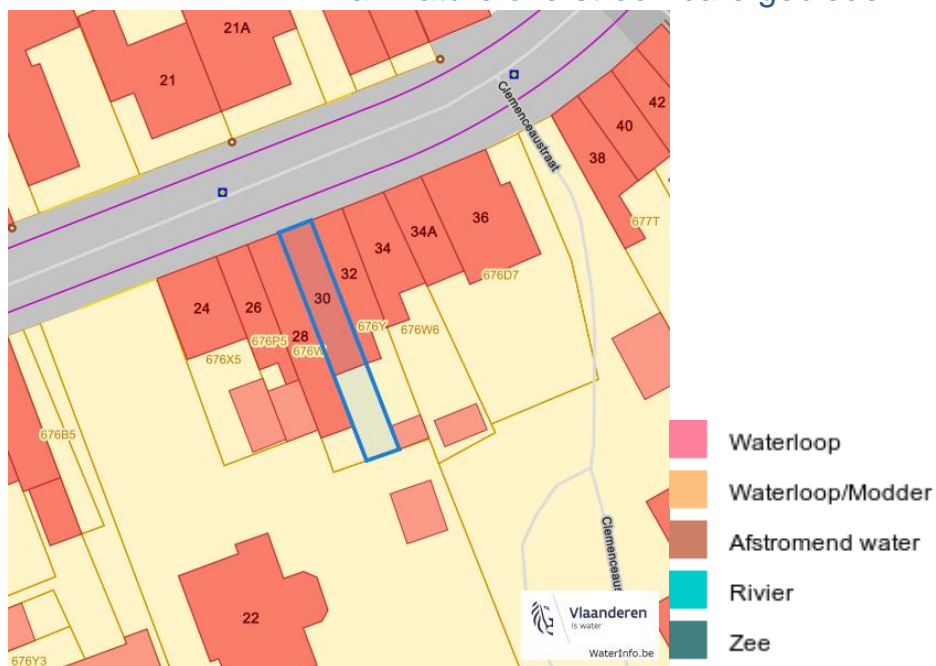 21A
21
42
40
38
Clemenceaustraat
677T
36
34A
34
32
30
28
26
24
676D7
676Y
676W6
676P5
676W
676X5
676B5
22
676Y3
Vlaanderen
is water
WaterInfo.be
Waterloop
Waterloop/Modder
Afstromend water
Rivier
Zee